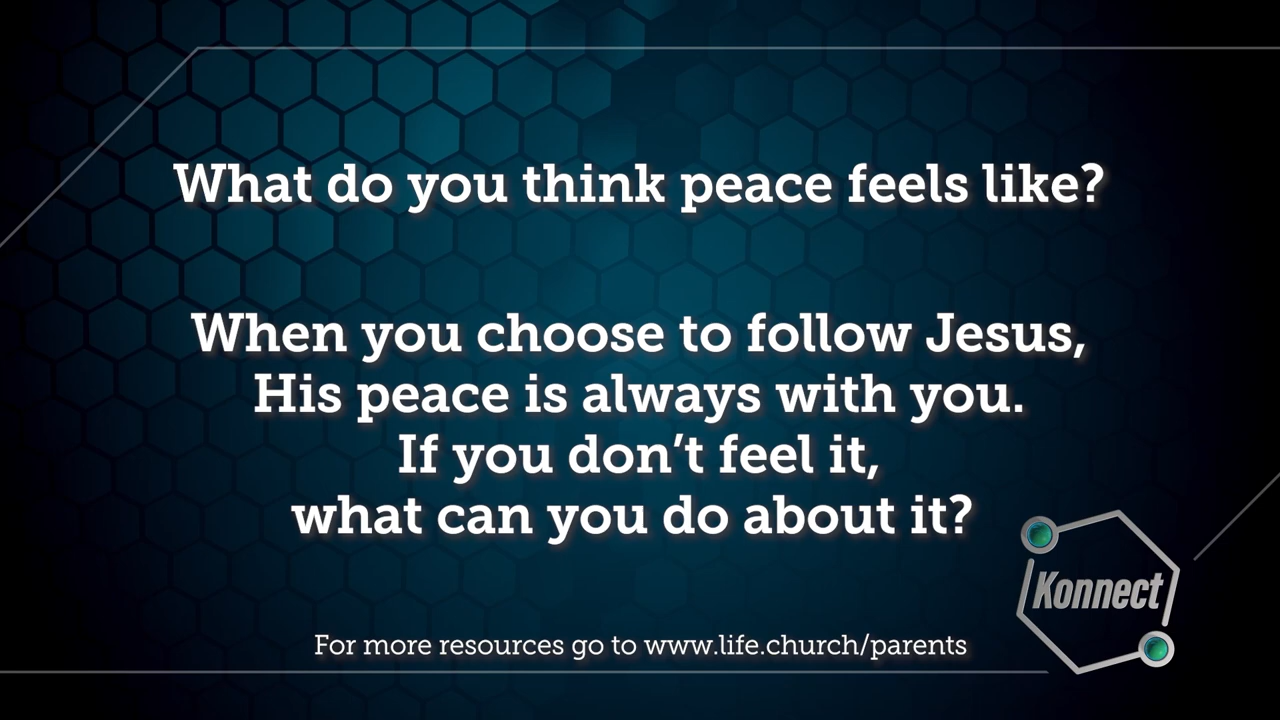 What do you think peace feels like?
When you choose to follow Jesus,
His peace is always with you.
If you don’t feel it,
what can you do about it?
Konnect
For more resources go to www.life.church/parents